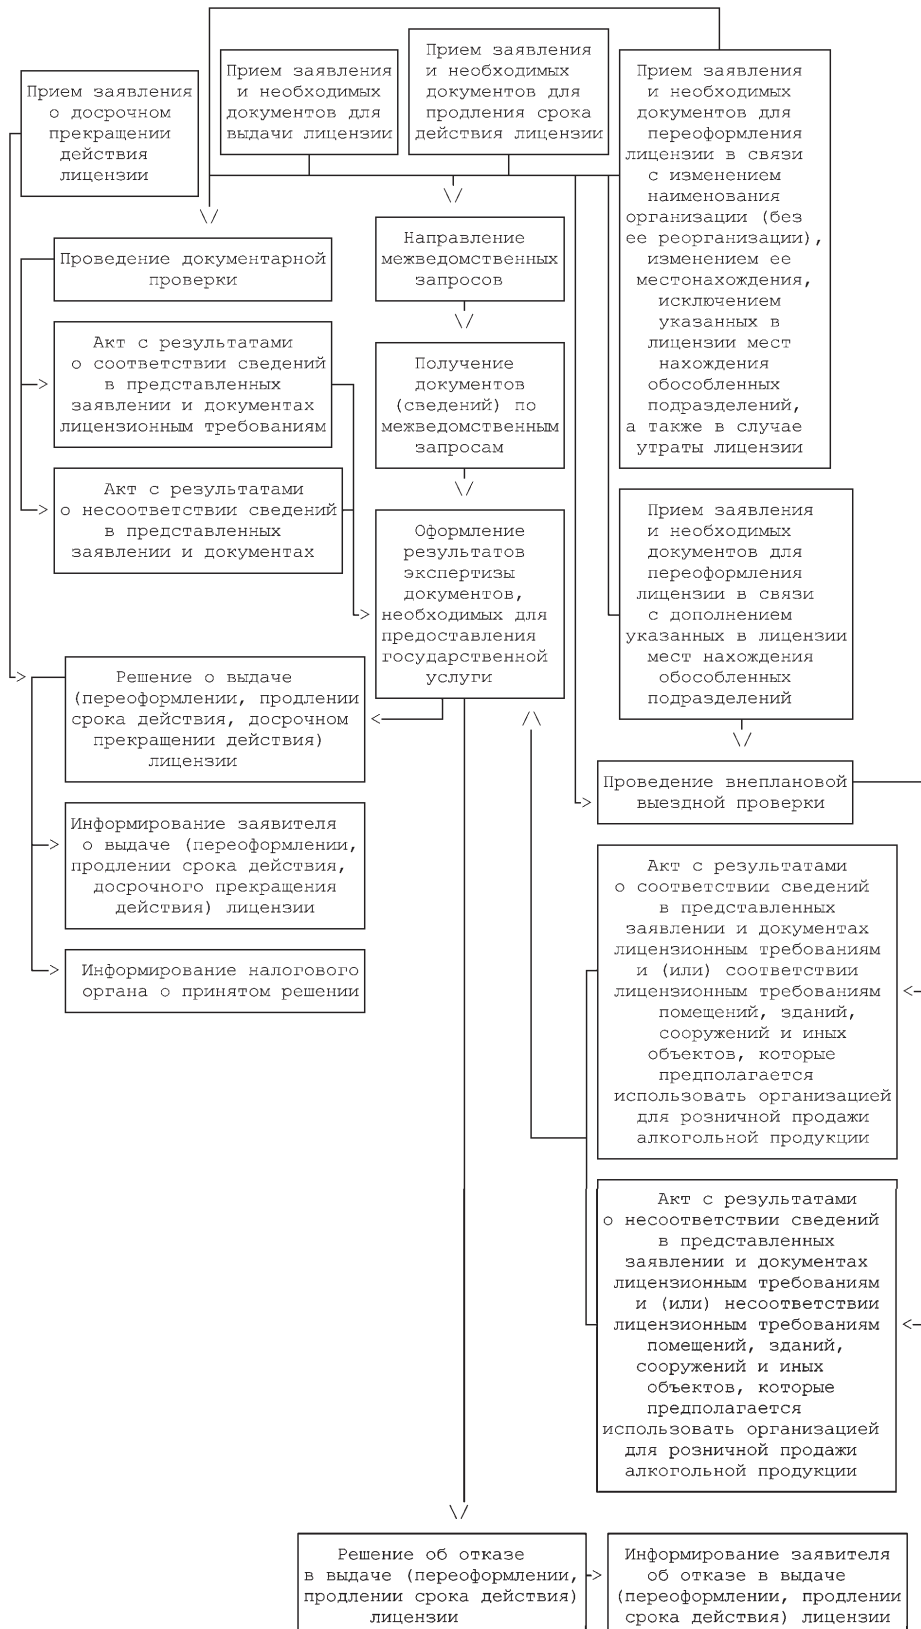 Прием заявления
о досрочном
прекращении
действия
лицензии
Прием заявления
и необходимых
документов для
выдачи лицензии
Прием заявления
и необходимых
документов для
продления срока
действия лицензии
Прием заявления
и необходимых
документов для
переоформления
лицензии в связи
с изменением
наименования
организации (без
ее реорганизации),
изменением ее
местонахождения,
исключением
указанных в
лицензии мест
нахождения
обособленных
подразделений,
а также в случае
утраты лицензии
Проведение документарной
проверки
Направление
межведомственных
запросов
Акт с результатами
о соответствии сведений
в представленных
заявлении и документах
лицензионным требованиям
Получение
документов
(сведений) по
межведомственным
запросам
Акт с результатами
о несоответствии сведений
в представленных
заявлении и документах
Оформление
результатов
экспертизы
документов,
необходимых для
предоставления
государственной
услуги
Прием заявления
и необходимых
документов для
переоформления
лицензии в связи
с дополнением
указанных в лицензии
мест нахождения
обособленных
подразделений
Решение о выдаче
(переоформлении, продлении
срока действия, досрочном
прекращении действия)
лицензии
Проведение внеплановой
выездной проверки
Информирование заявителя
о выдаче (переоформлении,
продлении срока действия,
досрочного прекращения
действия) лицензии
Информирование налогового
органа о принятом решении
Акт с результатами
о соответствии сведений
в представленных
заявлении и документах
лицензионным требованиям
и (или) соответствии
лицензионным требованиям
помещений, зданий,
сооружений и иных
объектов, которые
предполагается
использовать организацией
для розничной продажи
алкогольной продукции
Акт с результатами
о несоответствии сведений
в представленных
заявлении и документах
лицензионным требованиям
и (или) несоответствии
лицензионным требованиям
помещений, зданий,
сооружений и иных
объектов, которые
предполагается
использовать организацией
для розничной продажи
алкогольной продукции
Решение об отказе
в выдаче (переоформлении,
продлении срока действия)
лицензии
Информирование заявителя
об отказе в выдаче
(переоформлении, продлении
срока действия) лицензии